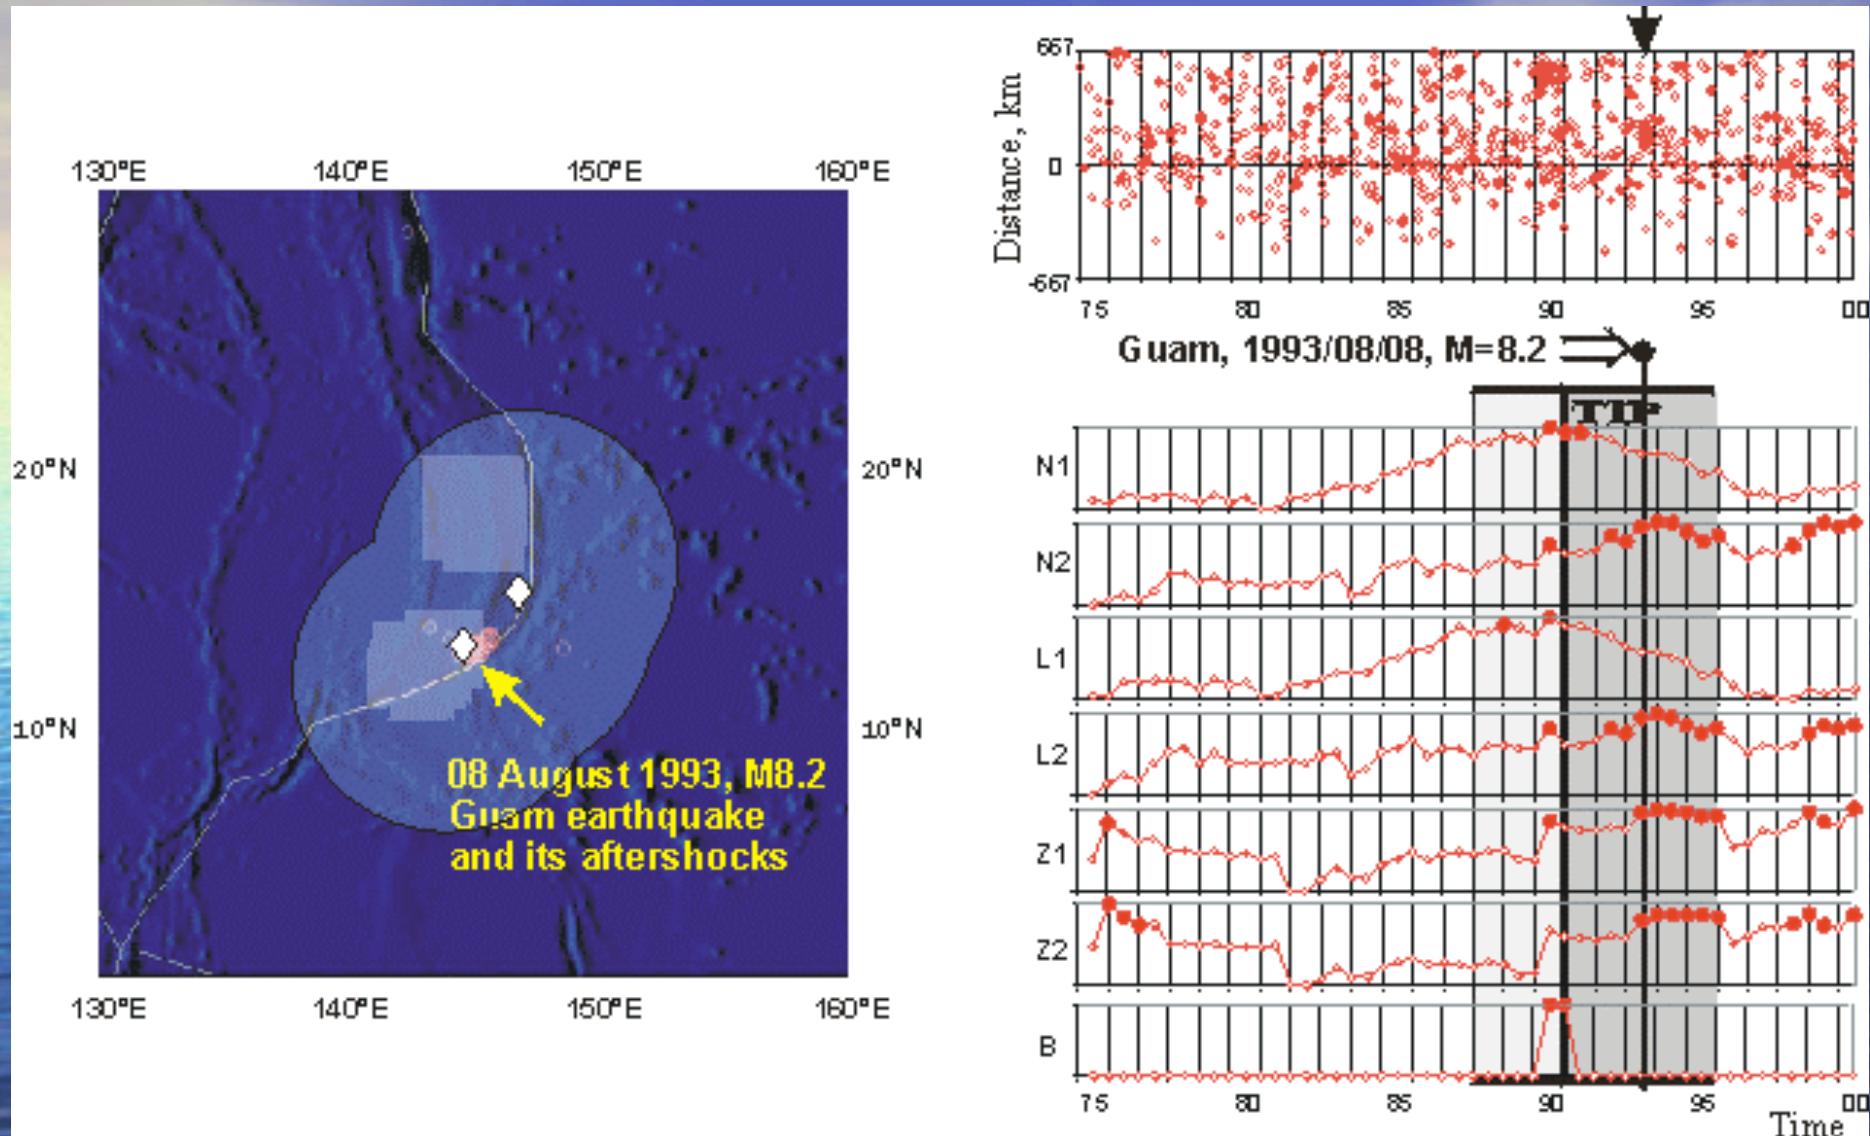 130°E 140°E 150°E 160°E
20°N 20°N
10°N 10°N
08 August 1993, M8.2
Guam earthquake
and its aftershocks
130°E 140°E 150°E 160°E
667
Distance, km
0
-667
75 80 85 90 95 00
Guam, 1993/08/08, M=8.2
TIP
N1
N2
L1
L2
Z1
Z2
B
75 80 85 90 95 00
Time